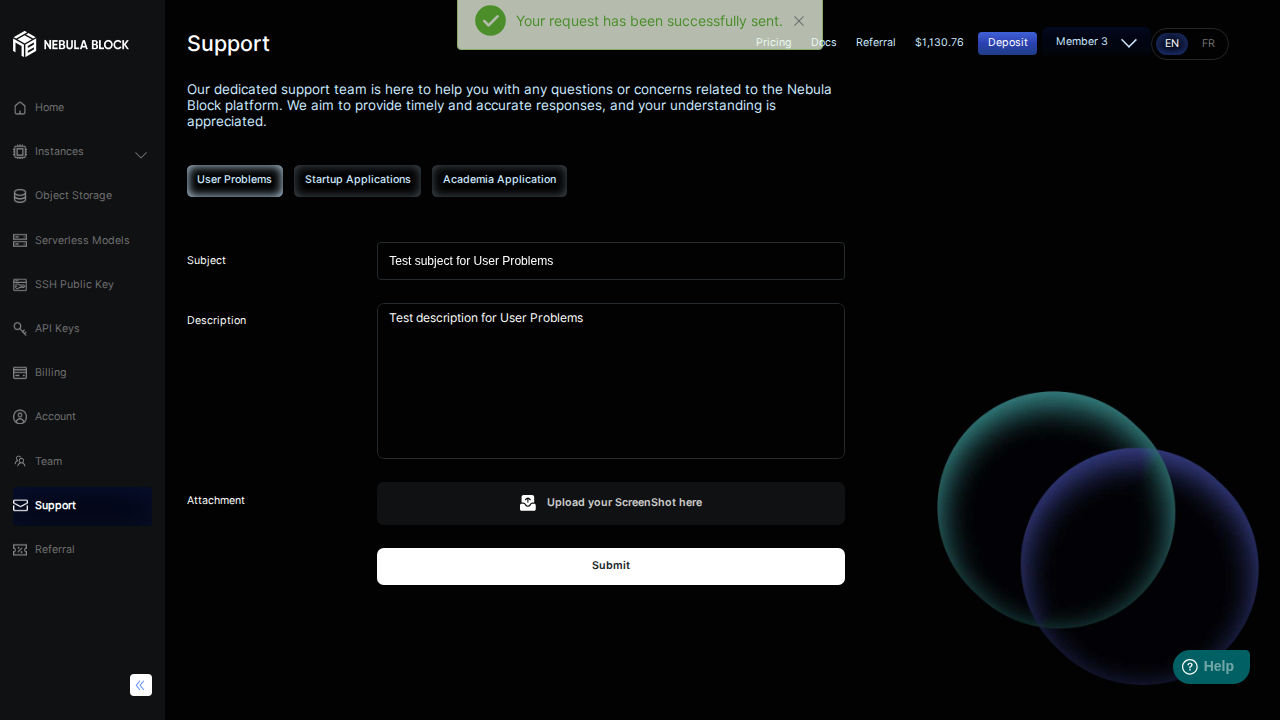 NEBULA BLOCK
Home
Instances
Object Storage
Serverless Models
SSH Public Key
API Keys
Billing
Account
Team
Support
Referral
Your request has been successfully sent.
Support
Pricing
Docs
Referral
$1,130.76
Deposit
Member 3
EN
FR
Our dedicated support team is here to help you with any questions or concerns related to the Nebula
Block platform. We aim to provide timely and accurate responses, and your understanding is
appreciated.
User Problems
Startup Applications
Academia Application
Subject
Test subject for User Problems
Description
Test description for User Problems
Attachment
Upload your ScreenShot here
Submit
Help